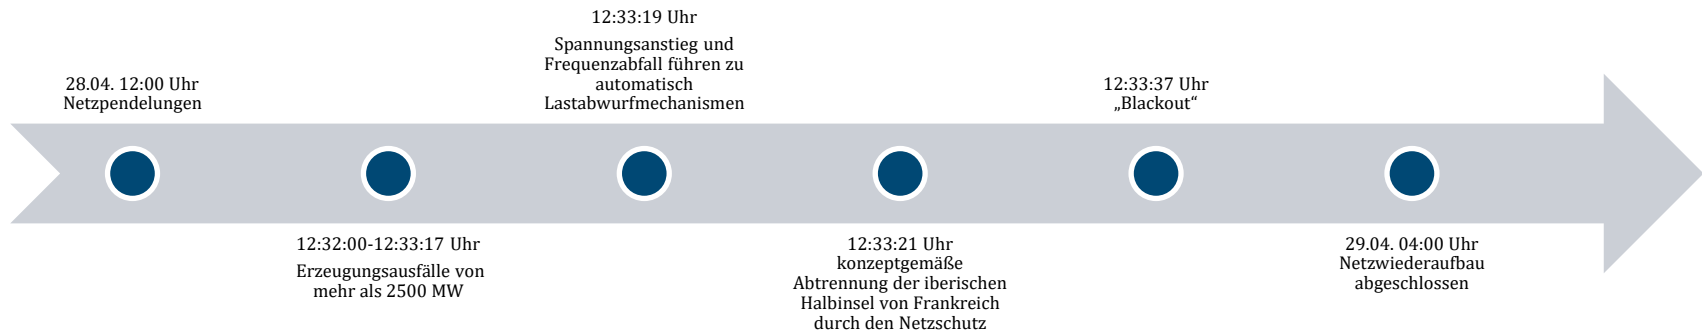 28.04. 12:00 Uhr
Netzpendelungen
12:32:00-12:33:17 Uhr
Erzeugungsausfälle von
mehr als 2500 MW
12:33:19 Uhr
Spannungsanstieg und
Frequenzabfall führen zu
automatisch
Lastabwurfmechanismen
12:33:21 Uhr
konzeptgemäße
Abtrennung der iberischen
Halbinsel von Frankreich
durch den Netzschutz
12:33:37 Uhr
„Blackout“
29.04. 04:00 Uhr
Netzwiederaufbau
abgeschlossen